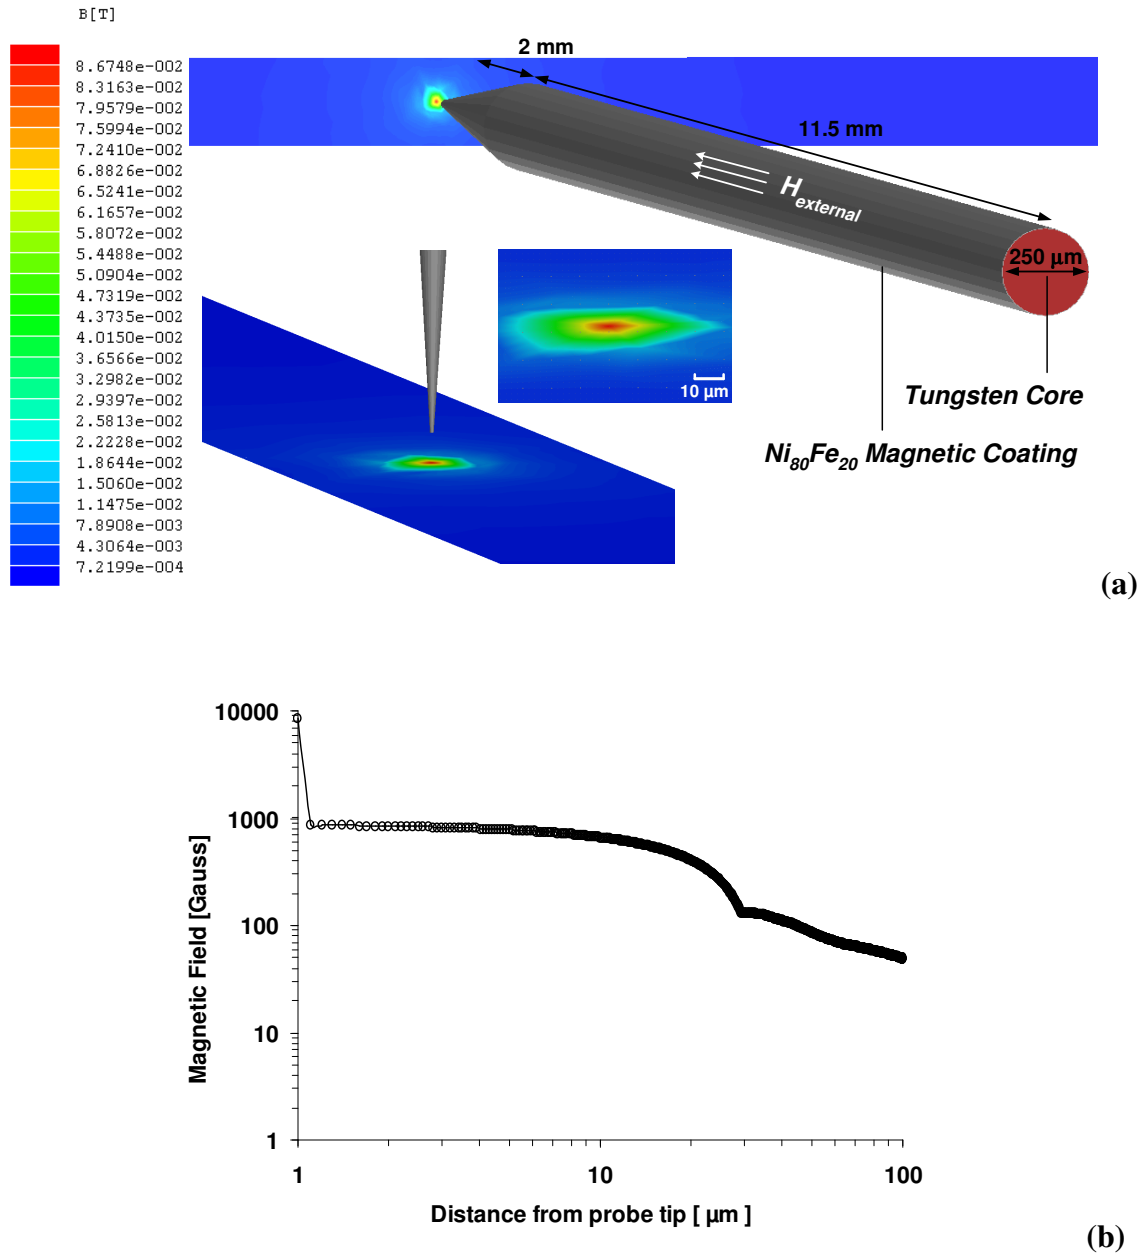 B[T]
8.6748e-002
8.3163e-002
7.9579e-002
7.5994e-002
7.2410e-002
6.8826e-002
6.5241e-002
6.1657e-002
5.8072e-002
5.4488e-002
5.0904e-002
4.7319e-002
4.3735e-002
4.0150e-002
3.6566e-002
3.2982e-002
2.9397e-002
2.5813e-002
2.2228e-002
1.8644e-002
1.5060e-002
1.1475e-002
7.8908e-003
4.3064e-003
7.2199e-004
2 mm
11.5 mm
H external
250 μm
10 μm
Tungsten Core
Ni80Fe20 Magnetic Coating
(a)
10000
1000
100
10
1
Magnetic Field [Gauss]
1 10 100
Distance from probe tip [ μm ]
(b)